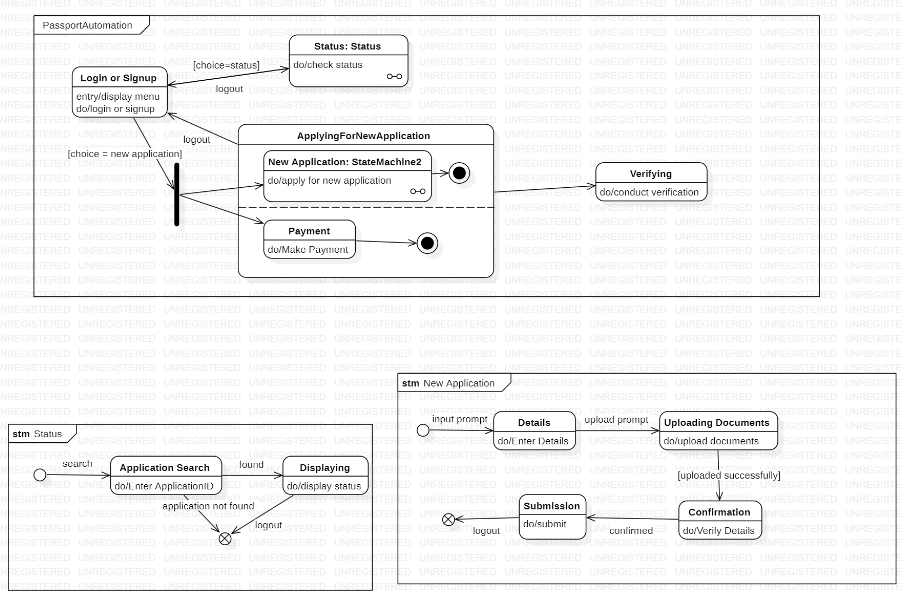 PassportAutomation
Status: Status
do/check status
[choice=status]
logout
Login or Signup
entry/display menu
do/login or signup
logout
[choice = new application]
ApplyingForNewApplication
New Application: StateMachine2
do/apply for new application
Payment
do/Make Payment
Verifying
do/conduct verification
stm New Application
input prompt
Details
do/Enter Details
upload prompt
Uploading Documents
do/upload documents
[uploaded successfully]
Confirmation
do/Verify Details
confirmed
Submission
do/submit
logout
stm Status
search
Application Search
do/Enter ApplicationID
found
Displaying
do/display status
application not found
logout
UNREGISTERED